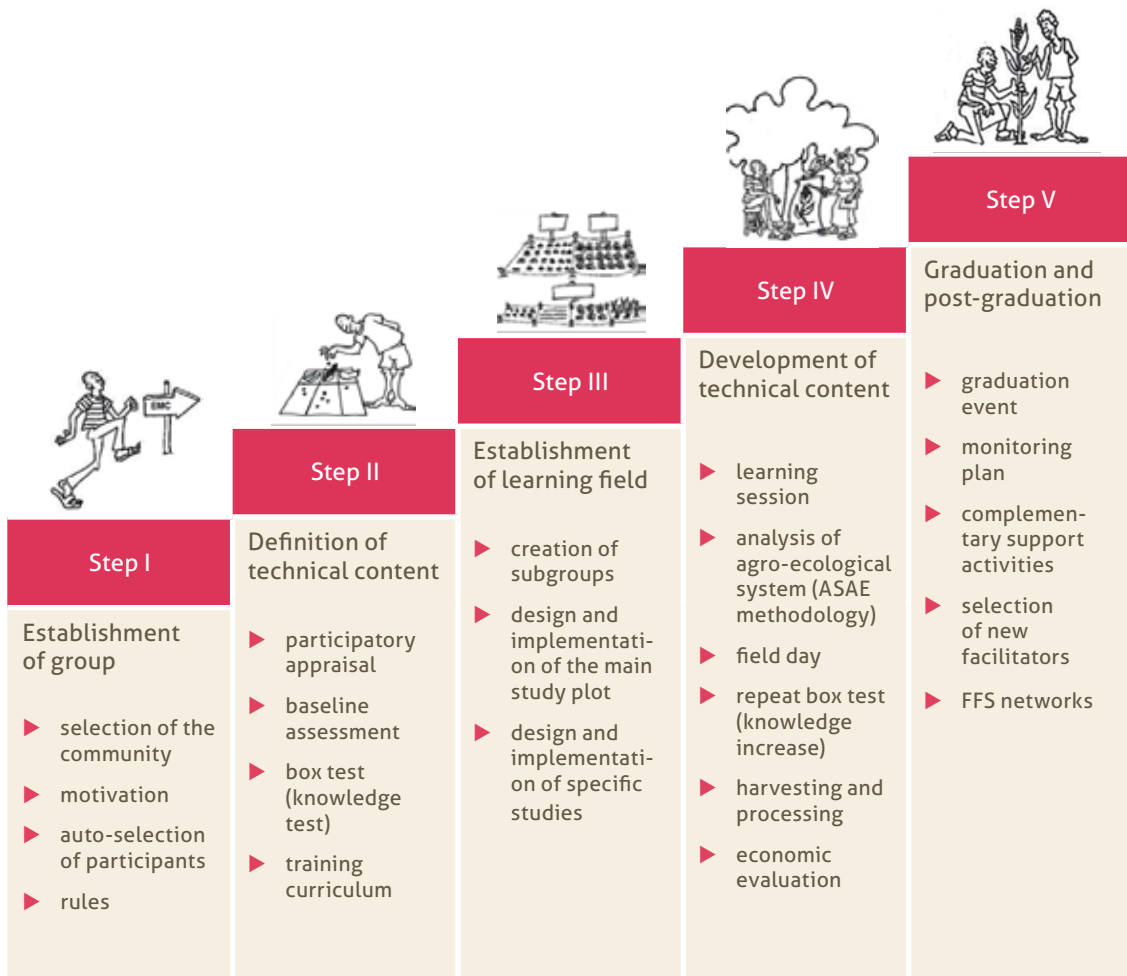 EMC
Step I
Establishment
of group
► selection of the
community
► motivation
► auto-selection
of participants
► rules
Step II
Definition of
technical content
► participatory
appraisal
► baseline
assessment
► box test
(knowledge
test)
► training
curriculum
Step III
Establishment
of learning field
► creation of
subgroups
► design and
implementati-
on of the main
study plot
► design and
implementati-
on of specific
studies
Step IV
Development of
technical content
► learning
session
► analysis of
agro-ecological
system (ASAE
methodology)
► field day
► repeat box test
(knowledge
increase)
► harvesting and
processing
► economic
evaluation
Step V
Graduation and
post-graduation
► graduation
event
► monitoring
plan
► complemen-
tary support
activities
► selection
of new
facilitators
► FFS networks